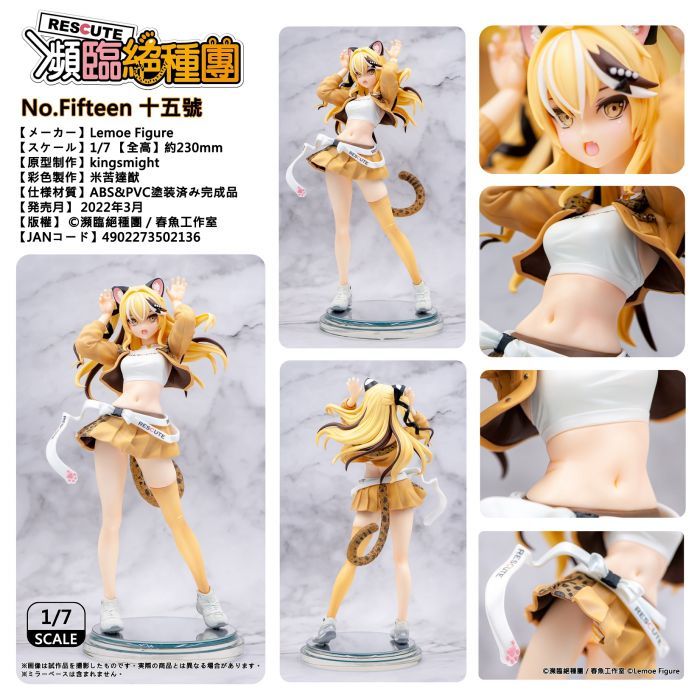 RESCUTE
瀕臨絕種團
No.Fifteen 十五號
【メーカー】Lemoe Figure
【スケール】1/7 【全高】約230mm
【原型制作】kingsmight
【彩色製作】米苦達猷
【仕様材質】ABS&PVC塗装済み完成品
【発売月】2022年3月
【版權】©瀕臨絕種團 / 春魚工作室
【JANコード】4902273502136
RESCUTE
RESCUTE
RESCUTE
RESCUTE
1/7
SCALE
※画像は試作品を撮影したものです・実際の商品とは異なる場合があります・
※ミラーベースは含まれません・
©瀕臨絕種團 / 春魚工作室 ©Lemoe Figure